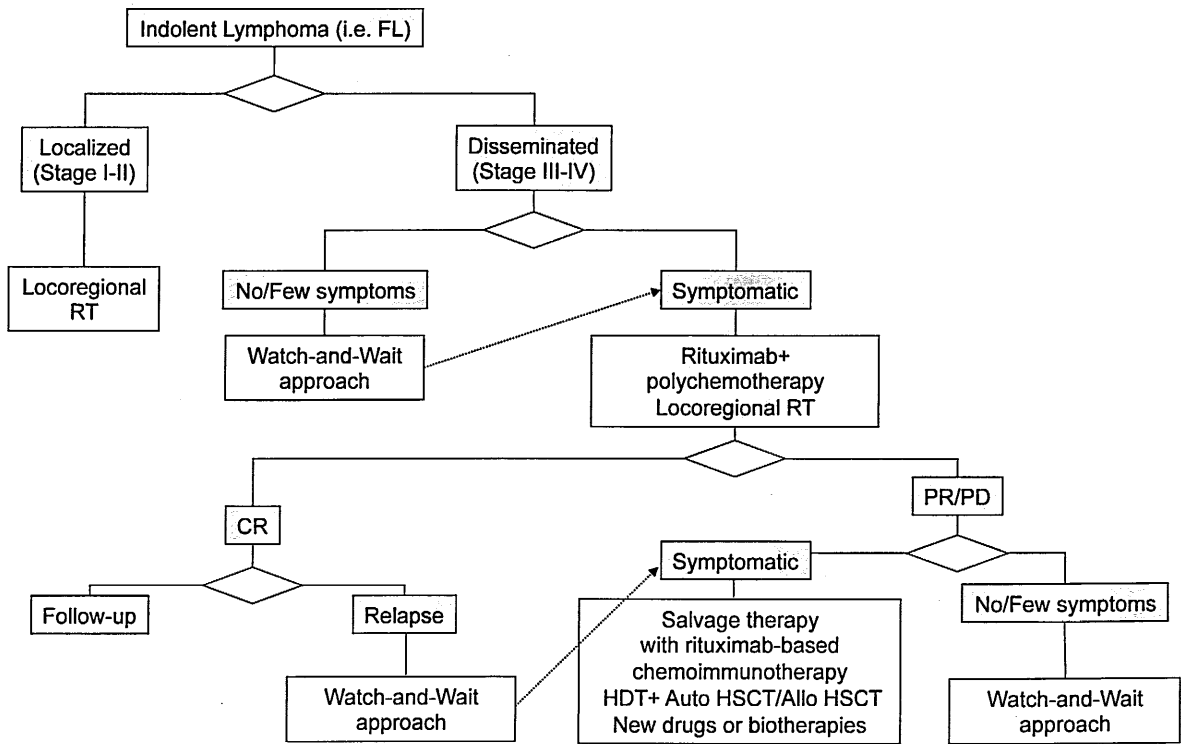 Indolent Lymphoma (i.e. FL)
Localized
(Stage I-II)
Disseminated
(Stage III-IV)
Locoregional
RT
No/Few symptoms
Symptomatic
Watch-and-Wait
approach
Rituximab+
polychemotherapy
Locoregional RT
CR
PR/PD
Follow-up
Relapse
Symptomatic
No/Few symptoms
Watch-and-Wait
approach
Salvage therapy
with rituximab-based
chemoimmunotherapy
HDT+ Auto HSCT/Allo HSCT
New drugs or biotherapies
Watch-and-Wait
approach